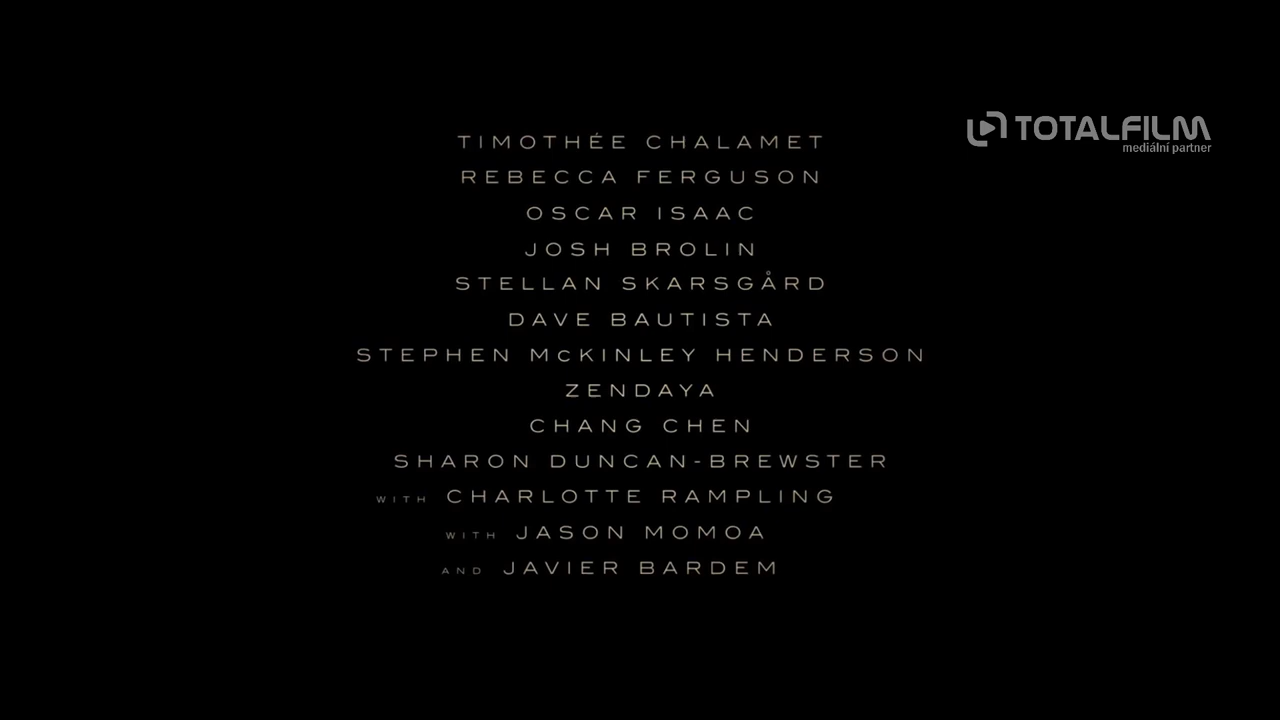 TIMOTHÉE CHALAMET
REBECCA FERGUSON
OSCAR ISAAC
JOSH BROLIN
STELLAN SKARSGÅRD
DAVE BAUTISTA
STEPHEN McKINLEY HENDERSON
ZENDAYA
CHANG CHEN
SHARON DUNCAN-BREWSTER
WITH CHARLOTTE RAMPLING
WITH JASON MOMOA
AND JAVIER BARDEM
TOTALFILM
mediální partner